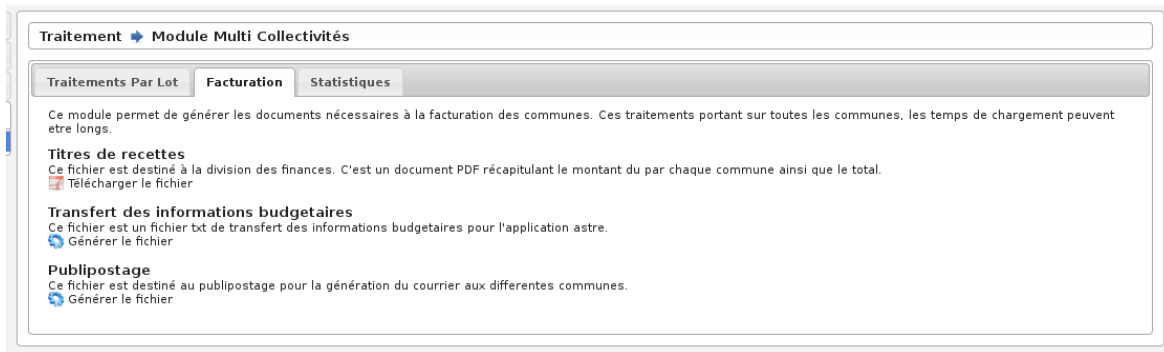 Traitement Module Multi Collectivités
Traitements Par Lot Facturation Statistiques
Ce module permet de générer les documents nécessaires à la facturation des communes. Ces traitements portant sur toutes les communes, les temps de chargement peuvent
etre longs.
Titres de recettes
Ce fichier est destiné à la division des finances. C'est un document PDF récapitulant le montant du par chaque commune ainsi que le total.
Télécharger le fichier
Transfert des informations budgetaires
Ce fichier est un fichier txt de transfert des informations budgetaires pour l'application astre.
Générer le fichier
Publipostage
Ce fichier est destiné au publipostage pour la génération du courrier aux differentes communes.
Générer le fichier